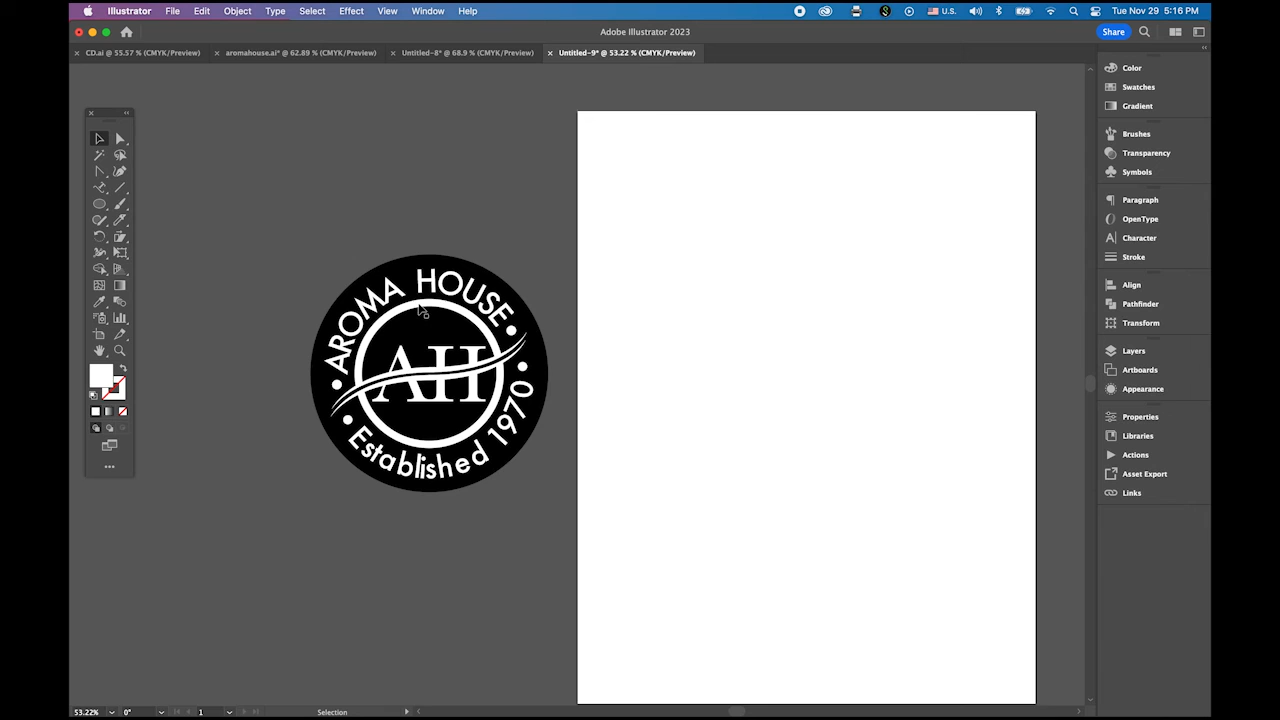 Illustrator File Edit Object Type Select Effect View Window Help U.S. Tue Nov 29 5:16 PM
Adobe Illustrator 2023 Share
CD.ai @ 55.57 % (CMYK/Preview) aromahouse.ai* @ 62.89 % (CMYK/Preview) Untitled-8* @ 68.9 % (CMYK/Preview) Untitled-9* @ 53.22 % (CMYK/Preview)
Color
Swatches
Gradient
Brushes
Transparency
Symbols
Paragraph
OpenType
Character
Stroke
Align
Pathfinder
Transform
Layers
Artboards
Appearance
Properties
Libraries
Actions
Asset Export
Links
AROMA HOUSE
AH
Established 1970
53.22% 0° 1 Selection